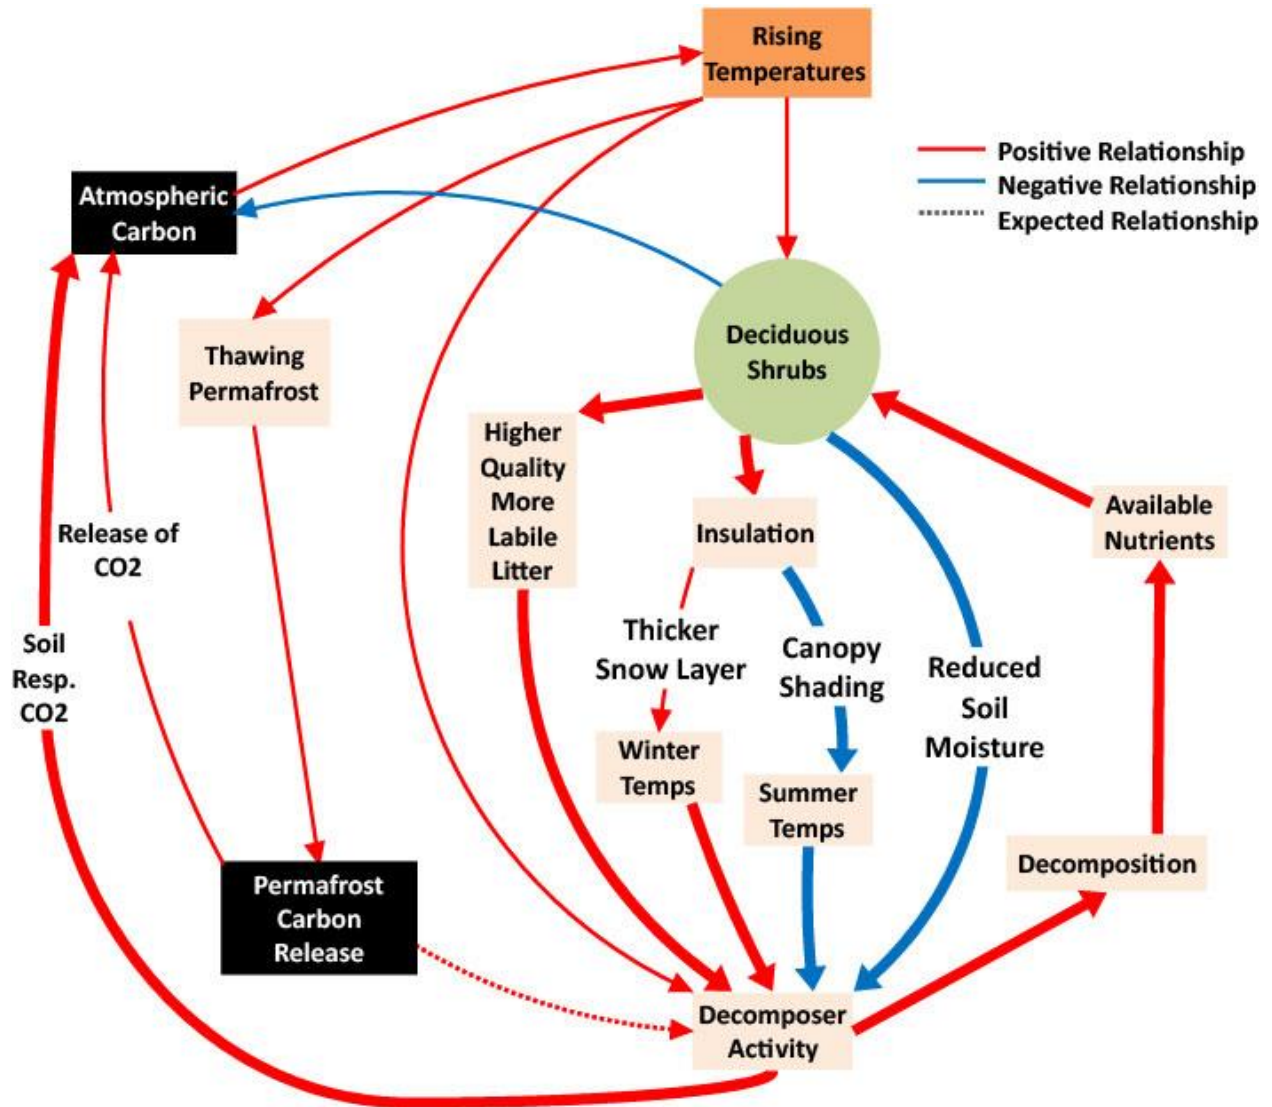 Rising
Temperatures
Positive Relationship
Negative Relationship
Expected Relationship
Atmospheric
Carbon
Thawing
Permafrost
Deciduous
Shrubs
Higher
Quality
More
Labile
Litter
Insulation
Available
Nutrients
Release of
CO2
Soil
Resp.
CO2
Thicker
Snow Layer
Canopy
Shading
Reduced
Soil
Moisture
Winter
Temps
Summer
Temps
Decomposition
Permafrost
Carbon
Release
Decomposer
Activity